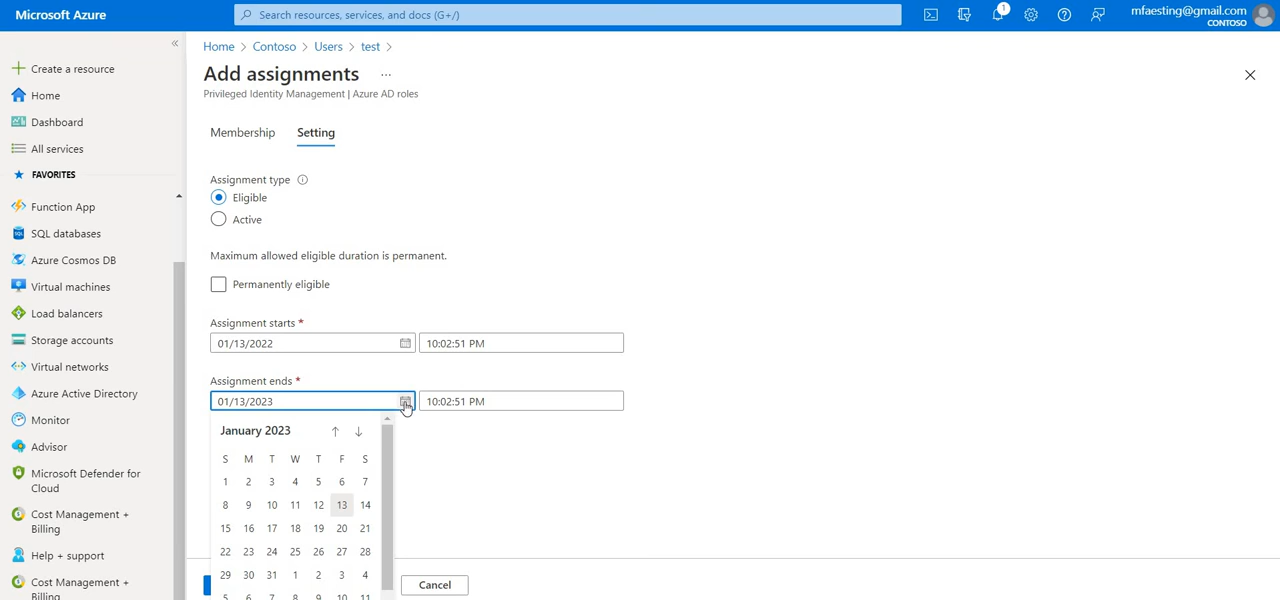 Microsoft Azure
Search resources, services, and docs (G+/)
1
mfaesting@gmail.com
CONTOSO
Create a resource
Home
Dashboard
All services
FAVORITES
Function App
SQL databases
Azure Cosmos DB
Virtual machines
Load balancers
Storage accounts
Virtual networks
Azure Active Directory
Monitor
Advisor
Microsoft Defender for
Cloud
Cost Management +
Billing
Help + support
Cost Management +
Billing
Home > Contoso > Users > test >
Add assignments ...
Privileged Identity Management | Azure AD roles
Membership Setting
Assignment type
Eligible
Active
Maximum allowed eligible duration is permanent.
Permanently eligible
Assignment starts *
01/13/2022 10:02:51 PM
Assignment ends *
01/13/2023 10:02:51 PM
January 2023
S M T W T F S
1 2 3 4 5 6 7
8 9 10 11 12 13 14
15 16 17 18 19 20 21
22 23 24 25 26 27 28
29 30 31 1 2 3 4
5 6 7 8 9 10 11
Cancel